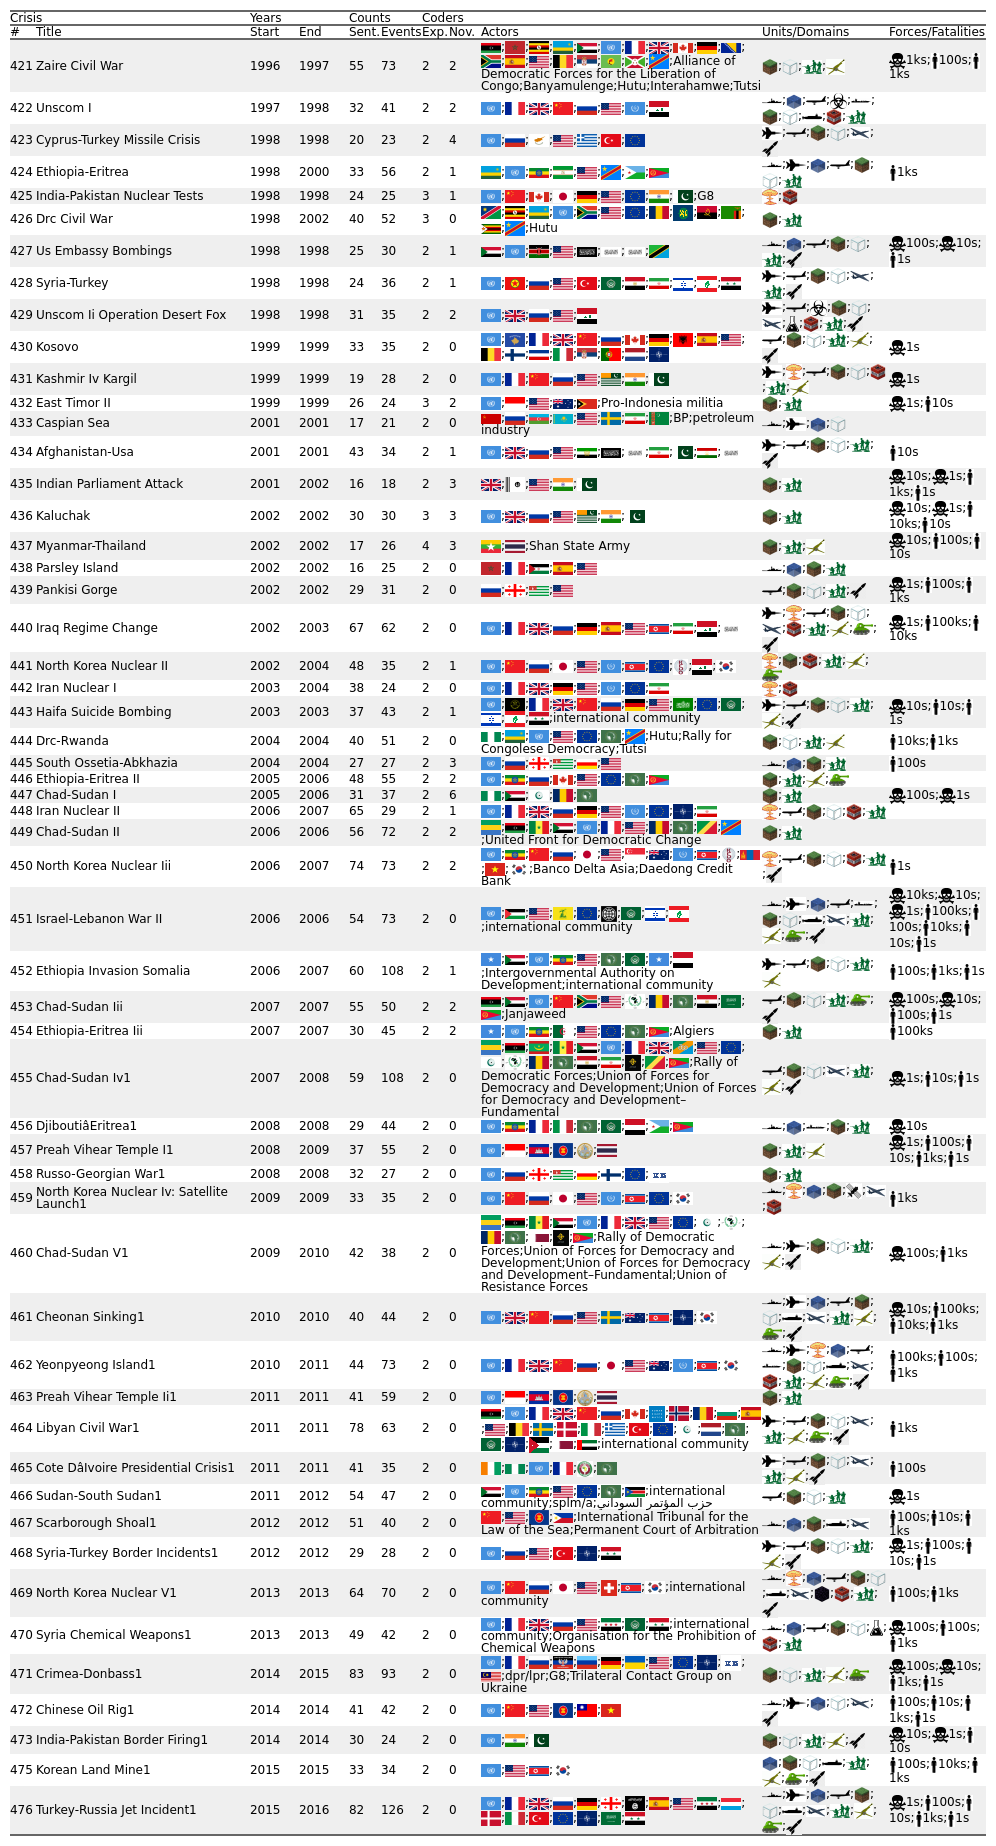 Crisis Years Counts Coders
# Title Start End Sent. Events Exp. Nov. Actors Units/Domains Forces/Fatalities
421 Zaire Civil War 1996 1997 55 73 2 2 ;Alliance of Democratic Forces for the Liberation of Congo;Banyamulenge;Hutu;Interahamwe;Tutsi 1ks; 100s; 1ks
422 Unscom I 1997 1998 32 41 2 2
423 Cyprus-Turkey Missile Crisis 1998 1998 20 23 2 4
424 Ethiopia-Eritrea 1998 2000 33 56 2 1 1ks
425 India-Pakistan Nuclear Tests 1998 1998 24 25 3 1 ;G8
426 Drc Civil War 1998 2002 40 52 3 0 ;Hutu
427 Us Embassy Bombings 1998 1998 25 30 2 1 100s; 10s; 1s
428 Syria-Turkey 1998 1998 24 36 2 1
429 Unscom Ii Operation Desert Fox 1998 1998 31 35 2 2
430 Kosovo 1999 1999 33 35 2 0 1s
431 Kashmir Iv Kargil 1999 1999 19 28 2 0 1s
432 East Timor II 1999 1999 26 24 3 2 ;Pro-Indonesia militia 1s; 10s
433 Caspian Sea 2001 2001 17 21 2 0 ;BP;petroleum industry
434 Afghanistan-Usa 2001 2001 43 34 2 1 10s
435 Indian Parliament Attack 2001 2002 16 18 2 3 10s; 1s; 1ks; 1s
436 Kaluchak 2002 2002 30 30 3 3 10s; 1s; 10ks; 10s
437 Myanmar-Thailand 2002 2002 17 26 4 3 ;Shan State Army 10s; 100s; 10s
438 Parsley Island 2002 2002 16 25 2 0
439 Pankisi Gorge 2002 2002 29 31 2 0 1s; 100s; 1ks
440 Iraq Regime Change 2002 2003 67 62 2 0 1s; 100ks; 10ks
441 North Korea Nuclear II 2002 2004 48 35 2 1
442 Iran Nuclear I 2003 2004 38 24 2 0
443 Haifa Suicide Bombing 2003 2003 37 43 2 1 ;international community 10s; 10s; 1s
444 Drc-Rwanda 2004 2004 40 51 2 0 ;Hutu;Rally for Congolese Democracy;Tutsi 10ks; 1ks
445 South Ossetia-Abkhazia 2004 2004 27 27 2 3 100s
446 Ethiopia-Eritrea II 2005 2006 48 55 2 2
447 Chad-Sudan I 2005 2006 31 37 2 6 100s; 1s
448 Iran Nuclear II 2006 2007 65 29 2 1
449 Chad-Sudan II 2006 2006 56 72 2 2 ;United Front for Democratic Change
450 North Korea Nuclear Iii 2006 2007 74 73 2 2 ;Banco Delta Asia;Daedong Credit Bank 1s
451 Israel-Lebanon War II 2006 2006 54 73 2 0 ;international community 10ks; 10s; 1s; 100ks; 100s; 10ks; 10s; 1s
452 Ethiopia Invasion Somalia 2006 2007 60 108 2 1 ;Intergovernmental Authority on Development;international community 100s; 1ks; 1s
453 Chad-Sudan Iii 2007 2007 55 50 2 2 ;Janjaweed 100s; 10s; 100s; 1s
454 Ethiopia-Eritrea Iii 2007 2007 30 45 2 2 ;Algiers 100ks
455 Chad-Sudan Iv1 2007 2008 59 108 2 0 ;Rally of Democratic Forces;Union of Forces for Democracy and Development;Union of Forces for Democracy and Development–Fundamental 1s; 10s; 1s
456 DjiboutiâEritrea1 2008 2008 29 44 2 0 10s
457 Preah Vihear Temple I1 2008 2009 37 55 2 0 1s; 100s; 10s; 1ks; 1s
458 Russo-Georgian War1 2008 2008 32 27 2 0
459 North Korea Nuclear Iv: Satellite Launch1 2009 2009 33 35 2 0 1ks
460 Chad-Sudan V1 2009 2010 42 38 2 0 ;Rally of Democratic Forces;Union of Forces for Democracy and Development;Union of Forces for Democracy and Development–Fundamental;Union of Resistance Forces 100s; 1ks
461 Cheonan Sinking1 2010 2010 40 44 2 0 10s; 100ks; 10ks; 1ks
462 Yeonpyeong Island1 2010 2011 44 73 2 0 100ks; 100s; 1ks
463 Preah Vihear Temple Ii1 2011 2011 41 59 2 0
464 Libyan Civil War1 2011 2011 78 63 2 0 international community 1ks
465 Cote DâIvoire Presidential Crisis1 2011 2011 41 35 2 0 100s
466 Sudan-South Sudan1 2011 2012 54 47 2 0 ;international community;splm/a;حزب المؤتمر السوداني 1s
467 Scarborough Shoal1 2012 2012 51 40 2 0 ;International Tribunal for the Law of the Sea;Permanent Court of Arbitration 100s; 10s; 1ks
468 Syria-Turkey Border Incidents1 2012 2012 29 28 2 0 1s; 100s; 10s; 1s
469 North Korea Nuclear V1 2013 2013 64 70 2 0 ;international community 100s; 1ks
470 Syria Chemical Weapons1 2013 2013 49 42 2 0 ;international community;Organisation for the Prohibition of Chemical Weapons 100s; 100s; 1ks
471 Crimea-Donbass1 2014 2015 83 93 2 0 ;dpr/lpr;G8;Trilateral Contact Group on Ukraine 100s; 10s; 1ks; 1s
472 Chinese Oil Rig1 2014 2014 41 42 2 0 100s; 10s; 1ks; 1s
473 India-Pakistan Border Firing1 2014 2014 30 24 2 0 10s; 1s; 10s
475 Korean Land Mine1 2015 2015 33 34 2 0 100s; 10ks; 1ks
476 Turkey-Russia Jet Incident1 2015 2016 82 126 2 0 1s; 100s; 10s; 1ks; 1s